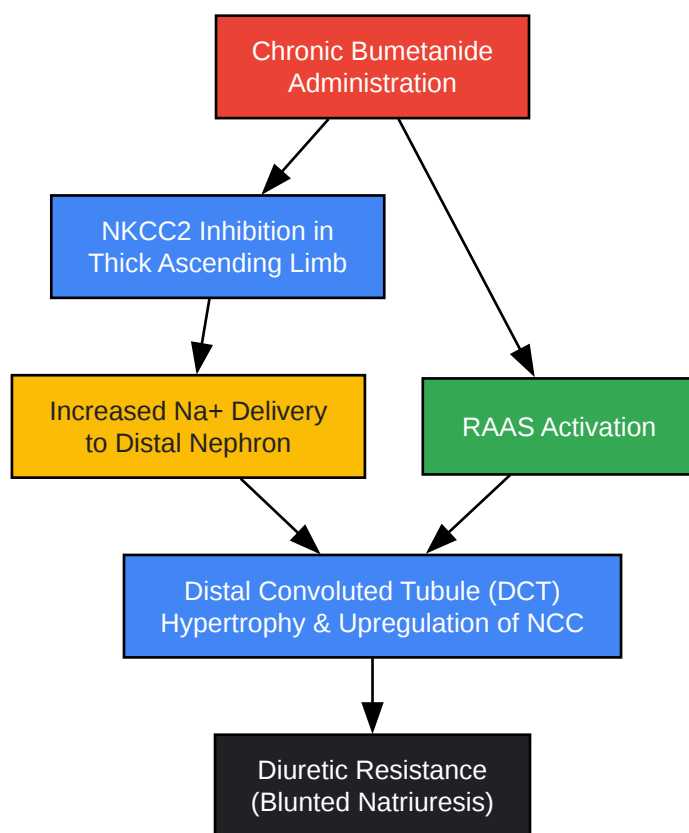 Chronic Bumetanide
Administration
NKCC2 Inhibition in
Thick Ascending Limb
Increased Na+ Delivery
to Distal Nephron
RAAS Activation
Distal Convoluted Tubule (DCT)
Hypertrophy & Upregulation of NCC
Diuretic Resistance
(Blunted Natriuresis)